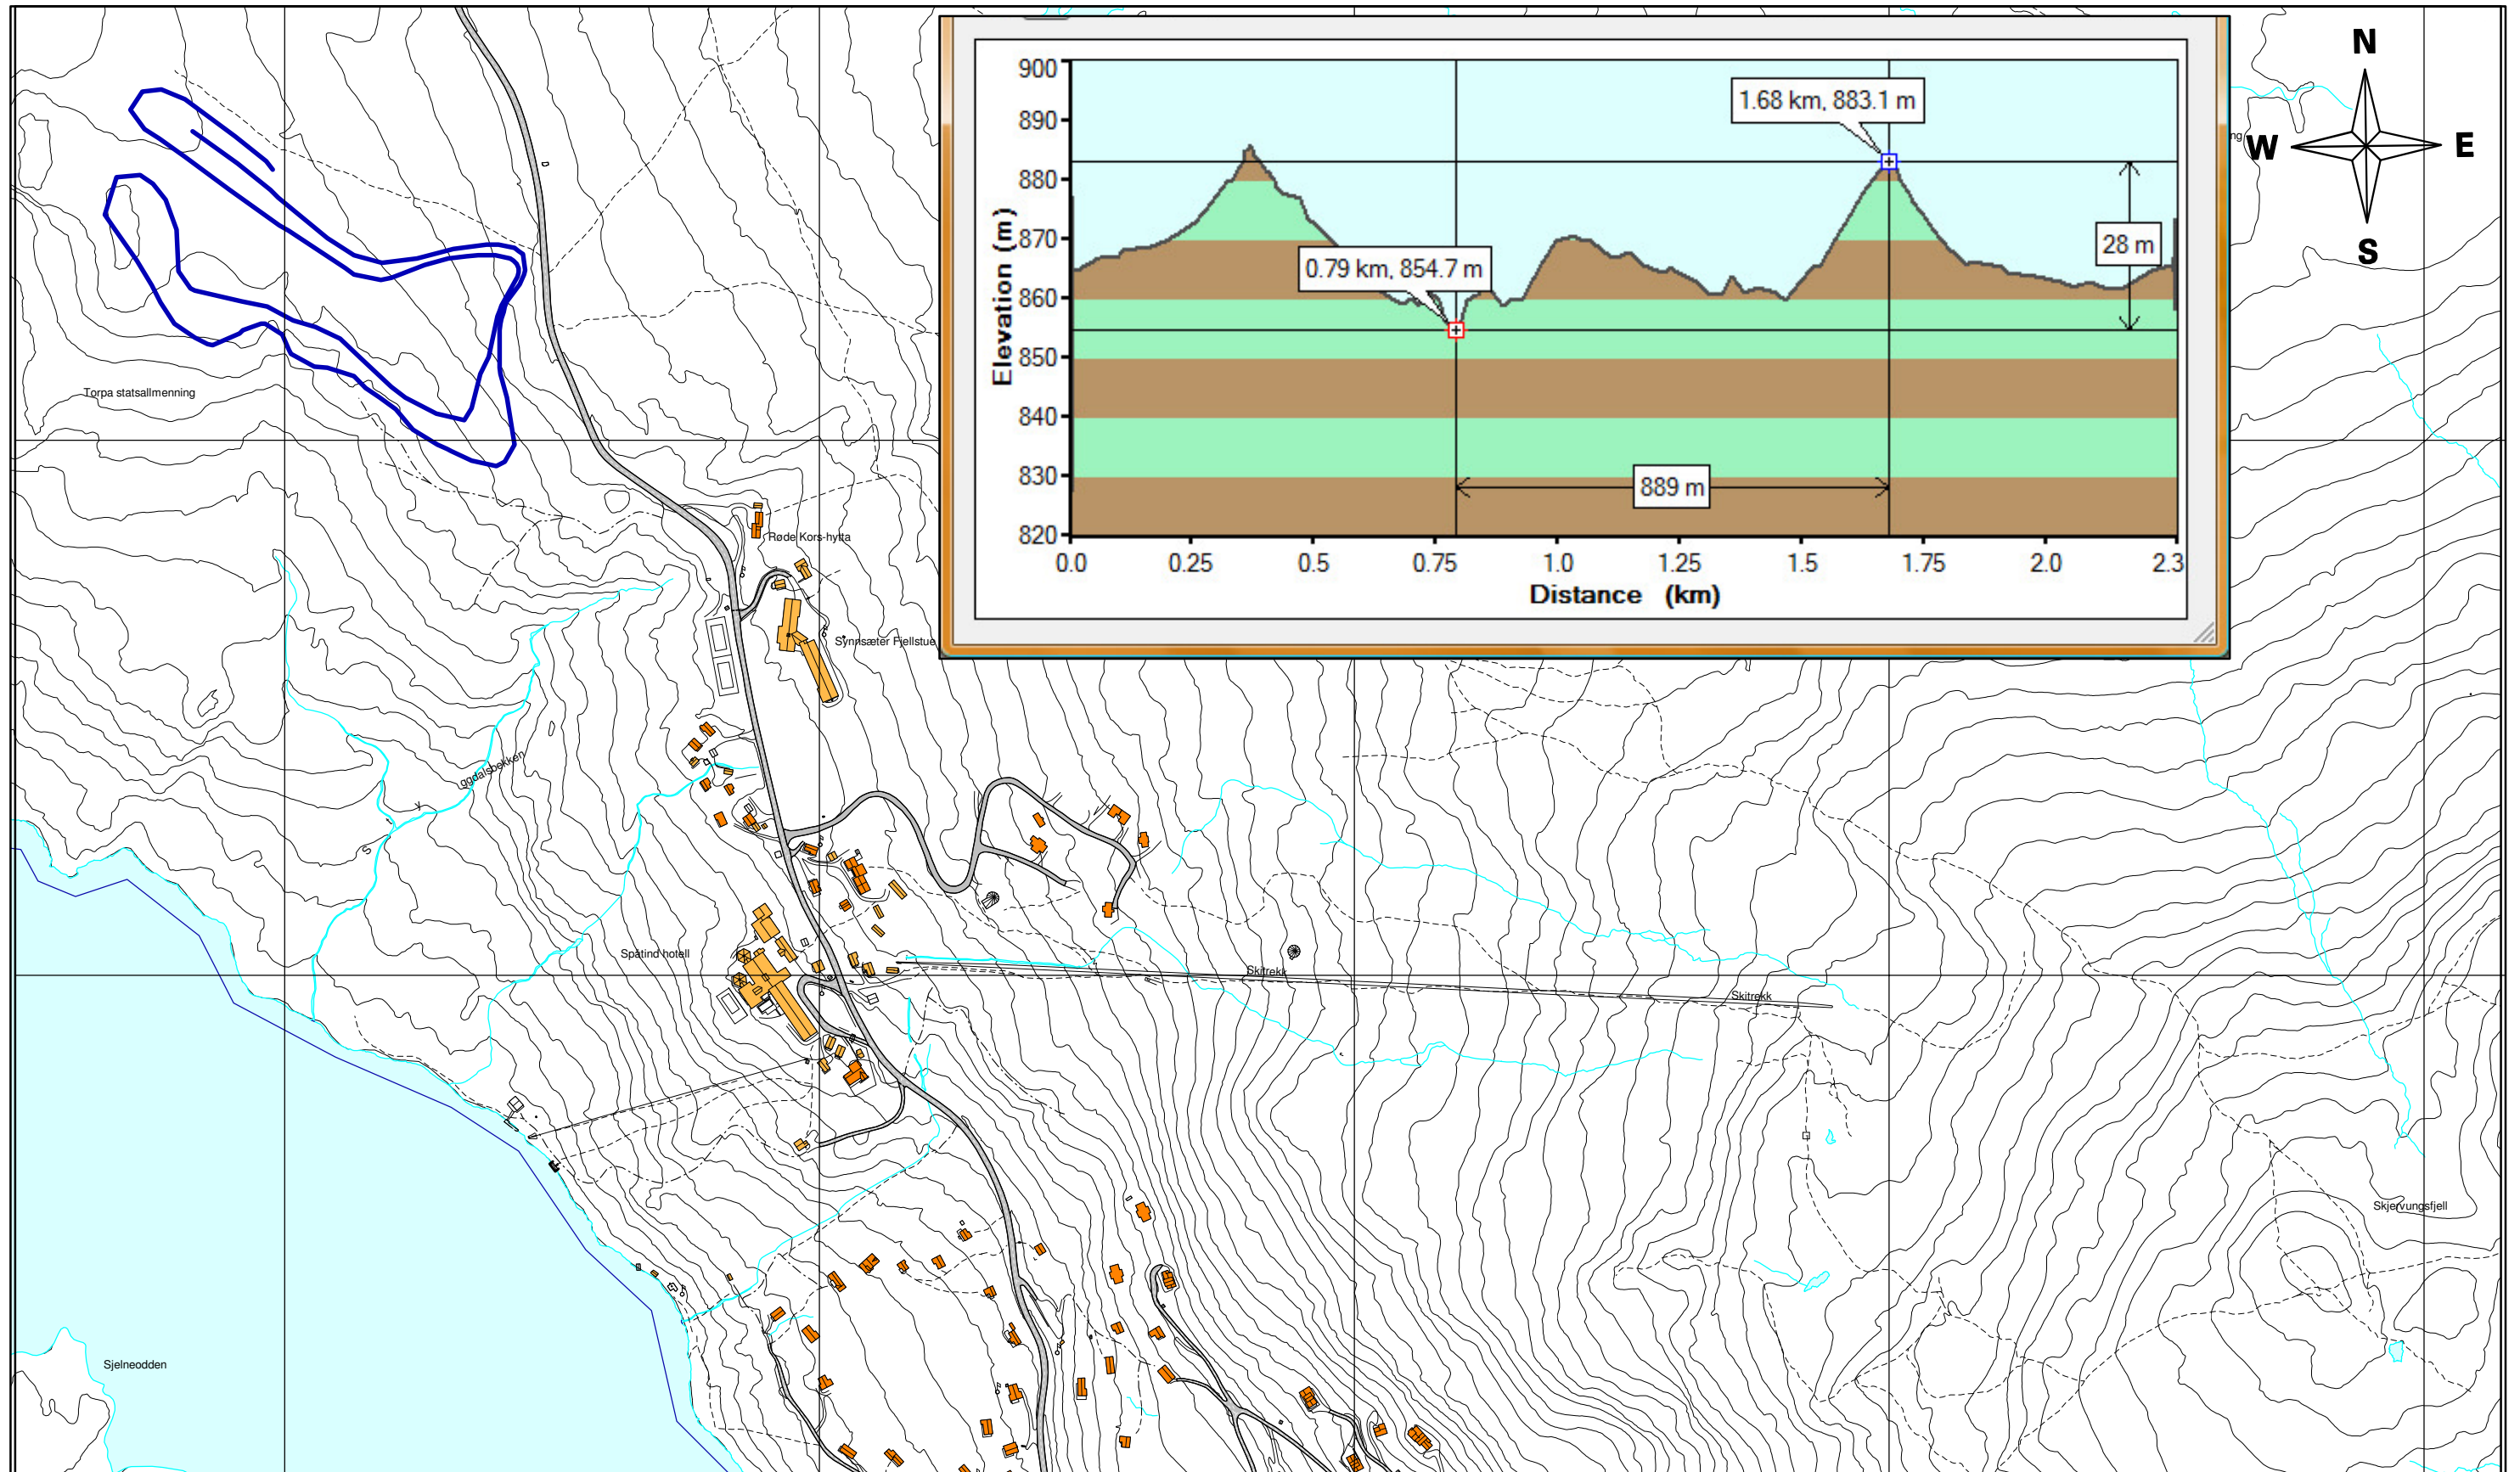 N
W
E
S
ng
900
890
880
870
860
850
840
830
820
Elevation (m)
1.68 km, 883.1 m
0.79 km, 854.7 m
28 m
889 m
0.0 0.25 0.5 0.75 1.0 1.25 1.5 1.75 2.0 2.3
Distance (km)
Torpa statsallmenning
Røde Kors-hytta
Synnsæter Fjellstue
S
y
ggdalsbekken
Spåtind hotell
Skitrekk
Skitrekk
Skjervungsfjell
Sjelneodden